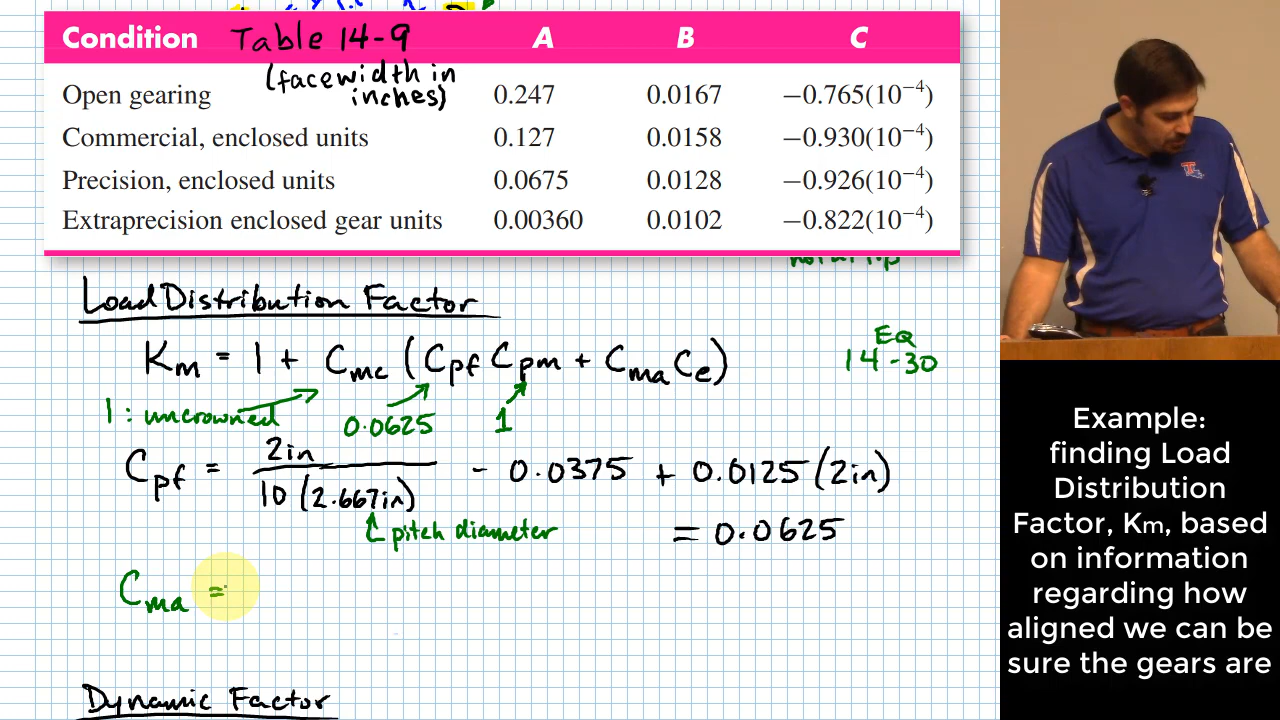 Condition Table 14-9 A B C
(facewidth in
inches)
Open gearing 0.247 0.0167 −0.765(10⁻⁴)
Commercial, enclosed units 0.127 0.0158 −0.930(10⁻⁴)
Precision, enclosed units 0.0675 0.0128 −0.926(10⁻⁴)
Extraprecision enclosed gear units 0.00360 0.0102 −0.822(10⁻⁴)
Load Distribution Factor
Km = 1 + Cmc (Cpf Cpm + Cma Ce)
EQ
14-30
1: uncrowned 0.0625 1
Cpf = 2in / 10 (2.667in) - 0.0375 + 0.0125 (2in)
pitch diameter = 0.0625
Cma =
Dynamic Factor
Example:
finding Load
Distribution
Factor, Km, based
on information
regarding how
aligned we can be
sure the gears are